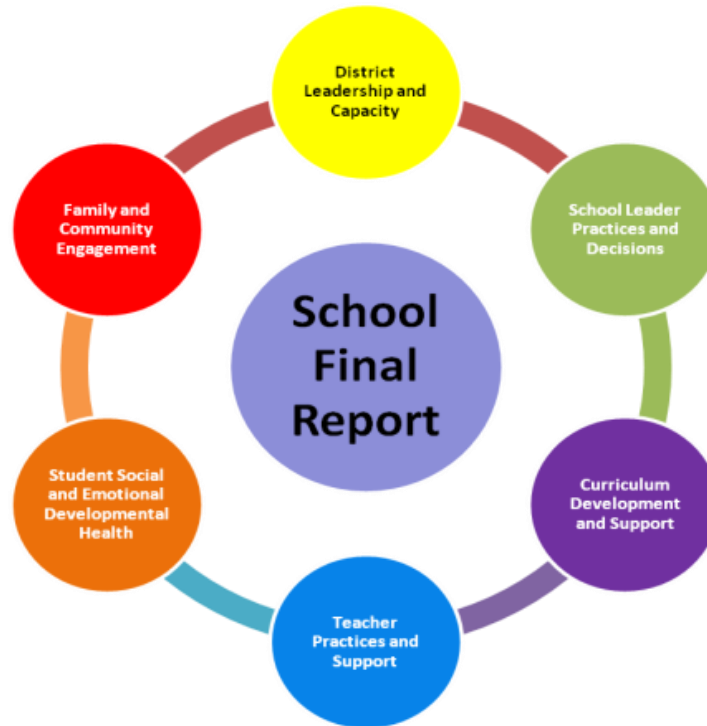 District
Leadership and
Capacity
Family and
Community
Engagement
School Leader
Practices and
Decisions
School
Final
Report
Student Social
and Emotional
Developmental
Health
Curriculum
Development
and Support
Teacher
Practices and
Support